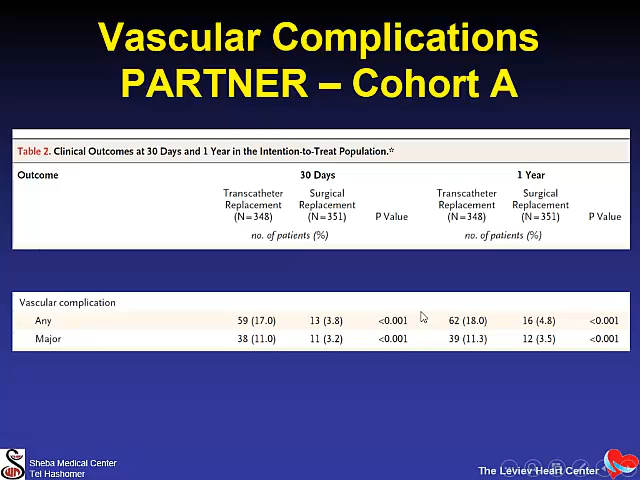 Vascular Complications
PARTNER – Cohort A
Table 2. Clinical Outcomes at 30 Days and 1 Year in the Intention-to-Treat Population.*
Outcome 30 Days 1 Year
Transcatheter Surgical Transcatheter Surgical
Replacement Replacement Replacement Replacement
(N=348) (N=351) P Value (N=348) (N=351) P Value
no. of patients (%) no. of patients (%)
Vascular complication
Any 59 (17.0) 13 (3.8) <0.001 62 (18.0) 16 (4.8) <0.001
Major 38 (11.0) 11 (3.2) <0.001 39 (11.3) 12 (3.5) <0.001
Sheba Medical Center
Tel Hashomer
The Leviev Heart Center